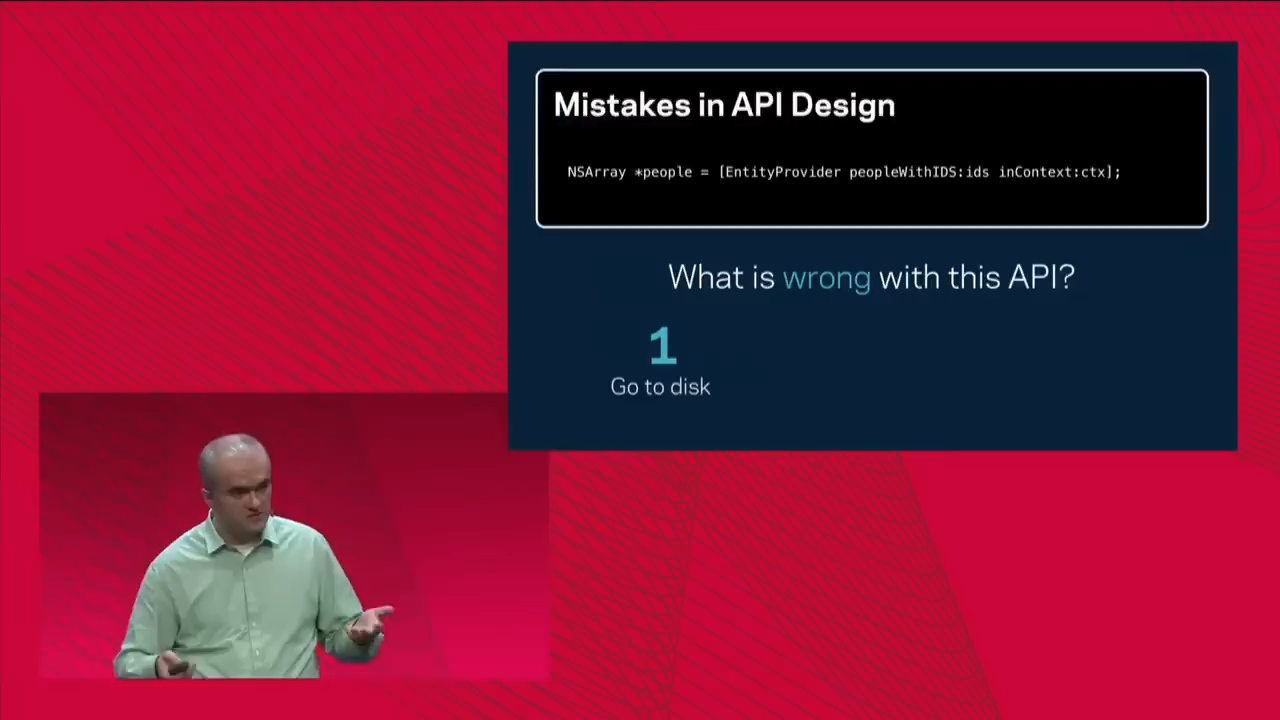 Mistakes in API Design
NSArray *people = [EntityProvider peopleWithIDS:ids inContext:ctx];
What is wrong with this API?
1
Go to disk